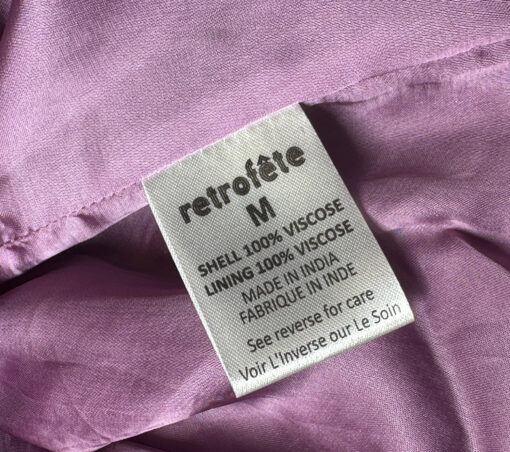 retrofête
M
SHELL 100% VISCOSE
LINING 100% VISCOSE
MADE IN INDIA
FABRIQUE IN INDE
See reverse for care
Voir L'Inverse our Le Soin